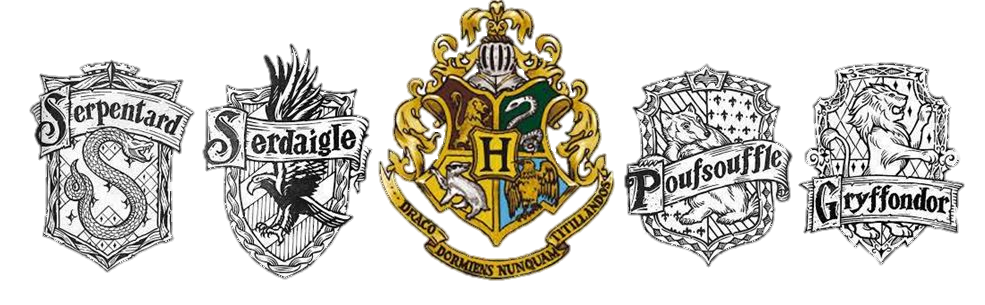 Serpentard
Serdaigle
H
DRACO DORMIENS NUNQUAM TITILLANDUS
Poufsouffle
Gryffondor